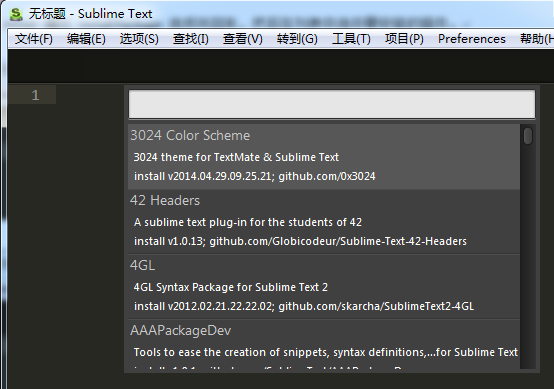 无标题 - Sublime Text
文件(F) 编辑(E) 选项(S) 查找(I) 查看(V) 转到(G) 工具(T) 项目(P) Preferences 帮助(H
1
3024 Color Scheme
3024 theme for TextMate & Sublime Text
install v2014.04.29.09.25.21; github.com/0x3024
42 Headers
A sublime text plug-in for the students of 42
install v1.0.13; github.com/Globicodeur/Sublime-Text-42-Headers
4GL
4GL Syntax Package for Sublime Text 2
install v2012.02.21.22.22.02; github.com/skarcha/SublimeText2-4GL
AAAPackageDev
Tools to ease the creation of snippets, syntax definitions,...for Sublime Text